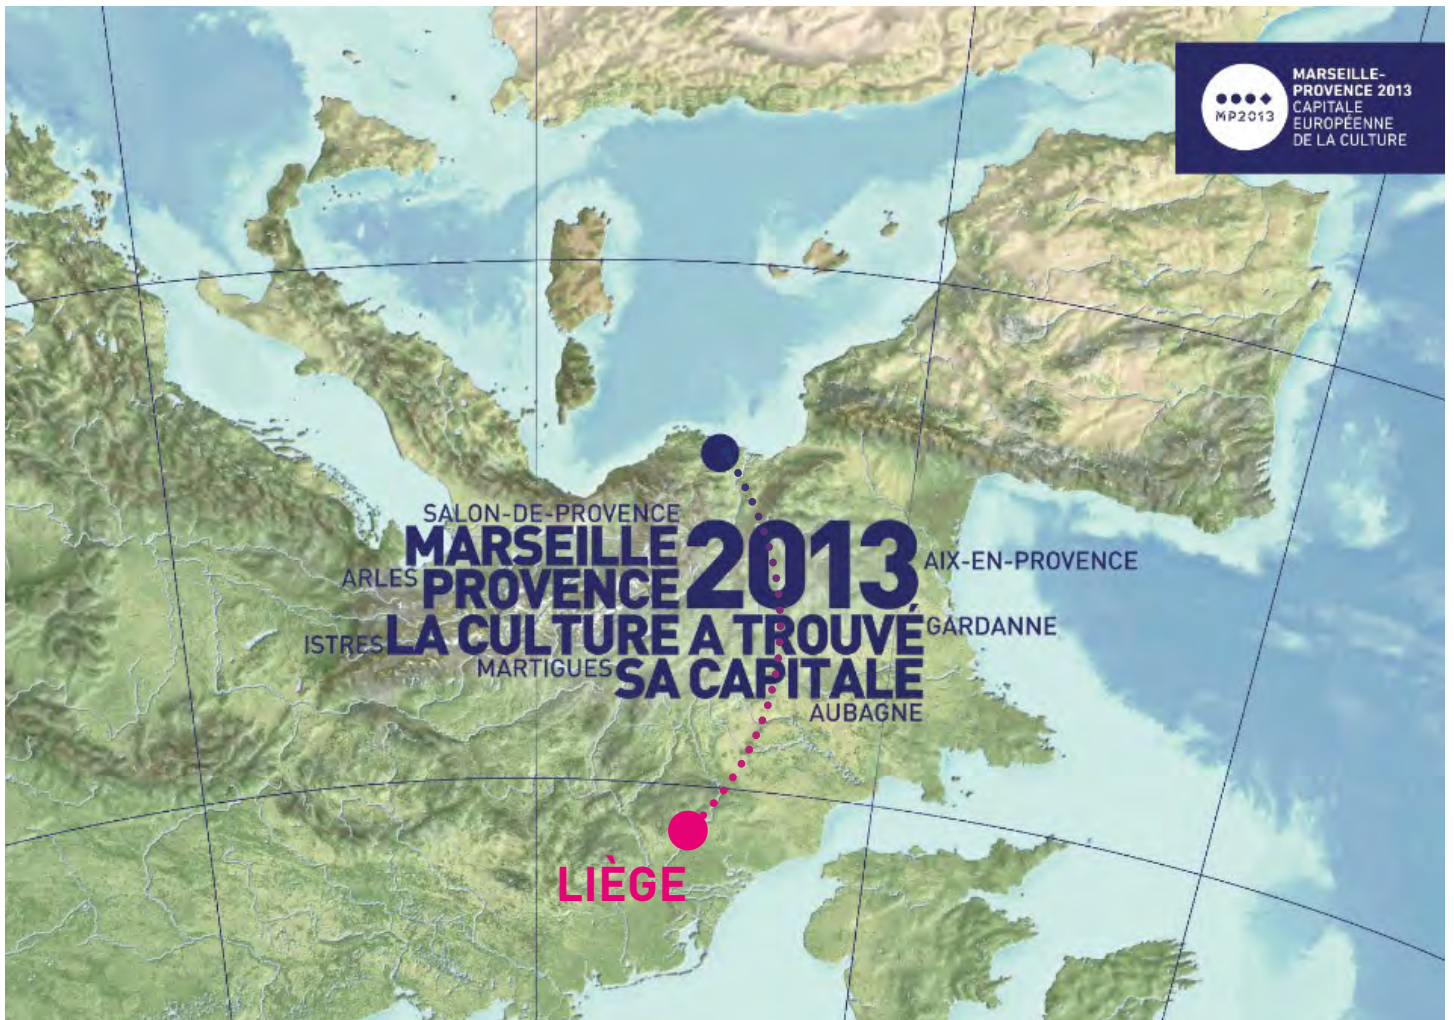 MARSEILLE-
PROVENCE 2013
CAPITALE
EUROPÉENNE
DE LA CULTURE
MP2013
SALON-DE-PROVENCE
MARSEILLE
PROVENCE
2013
AIX-EN-PROVENCE
ARLES
LA CULTURE A TROUVÉ
GARDANNE
ISTRES
MARTIGUES
SA CAPITALE
AUBAGNE
LIÈGE